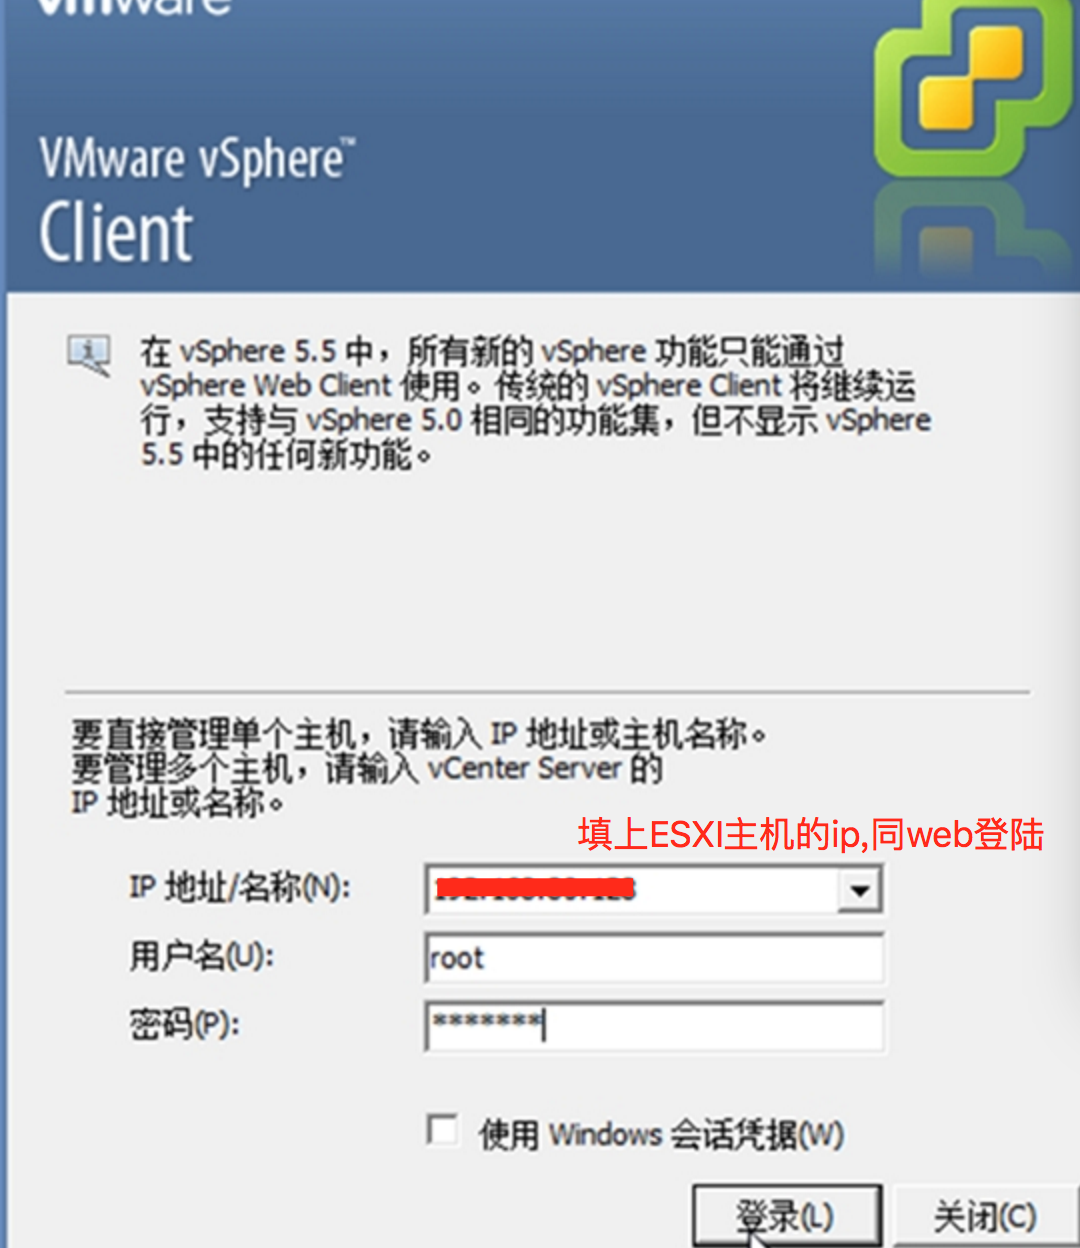 vmware
VMware vSphere™
Client
在 vSphere 5.5 中，所有新的 vSphere 功能只能通过
vSphere Web Client 使用。传统的 vSphere Client 将继续运
行，支持与 vSphere 5.0 相同的功能集，但不显示 vSphere
5.5 中的任何新功能。
要直接管理单个主机，请输入 IP 地址或主机名称。
要管理多个主机，请输入 vCenter Server 的
IP 地址或名称。
填上ESXI主机的ip,同web登陆
IP 地址/名称(N):
用户名(U): root
密码(P): *******
使用 Windows 会话凭据(W)
登录(L) 关闭(C)